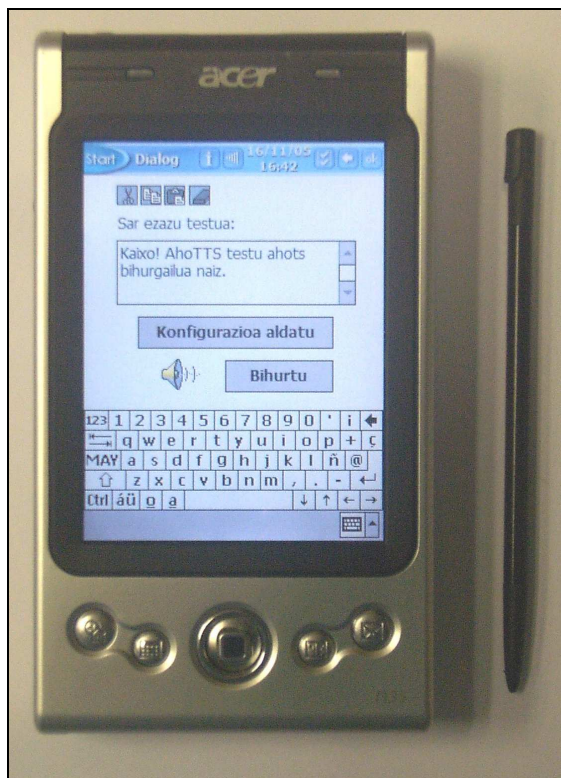 acer
Start Dialog 16/11/05 16:42 ok
Sar ezazu testua:
Kaixo! AhoTTS testu ahots
bihurgailua naiz.
Konfigurazioa aldatu
Bihurtu
123 1 2 3 4 5 6 7 8 9 0 ' i
q w e r t y u i o p + ç
MAY a s d f g h j k l ñ @
z x c v b n m , . -
Ctrl áü o a ↓ ↑ ← →